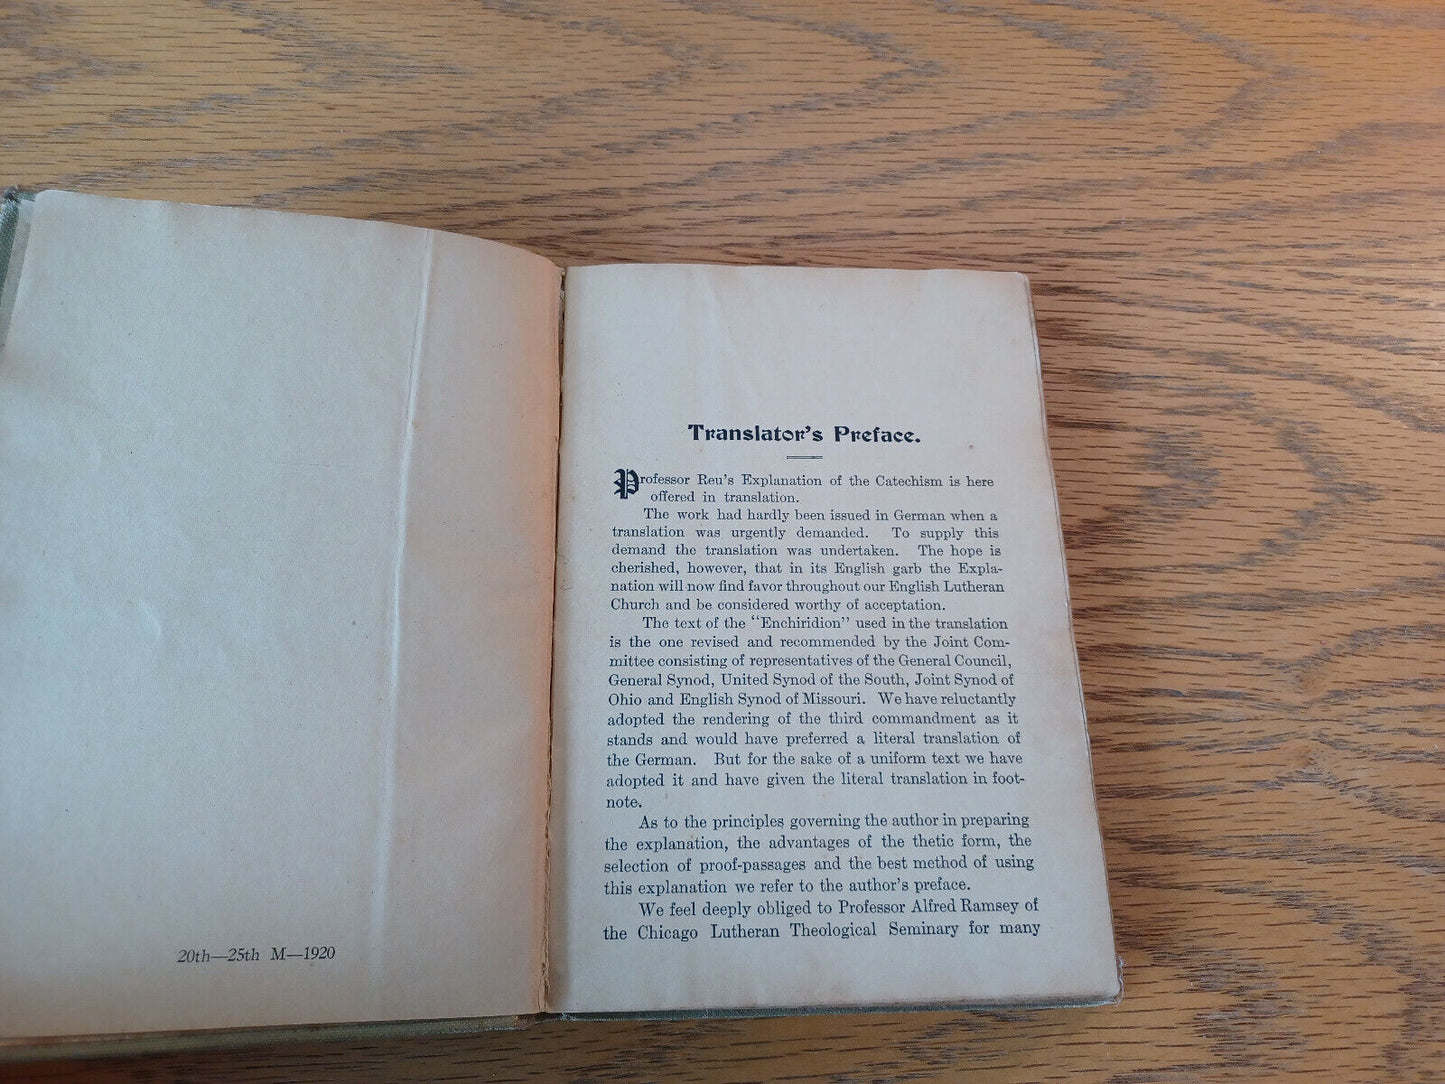 20th—25th M—1920
Translator's Preface.
Professor Reu's Explanation of the Catechism is here
offered in translation.
The work had hardly been issued in German when a
translation was urgently demanded. To supply this
demand the translation was undertaken. The hope is
cherished, however, that in its English garb the Expla-
nation will now find favor throughout our English Lutheran
Church and be considered worthy of acceptation.
The text of the "Enchiridion" used in the translation
is the one revised and recommended by the Joint Com-
mittee consisting of representatives of the General Council,
General Synod, United Synod of the South, Joint Synod of
Ohio and English Synod of Missouri. We have reluctantly
adopted the rendering of the third commandment as it
stands and would have preferred a literal translation of
the German. But for the sake of a uniform text we have
adopted it and have given the literal translation in foot-
note.
As to the principles governing the author in preparing
the explanation, the advantages of the thetic form, the
selection of proof-passages and the best method of using
this explanation we refer to the author's preface.
We feel deeply obliged to Professor Alfred Ramsey of
the Chicago Lutheran Theological Seminary for many